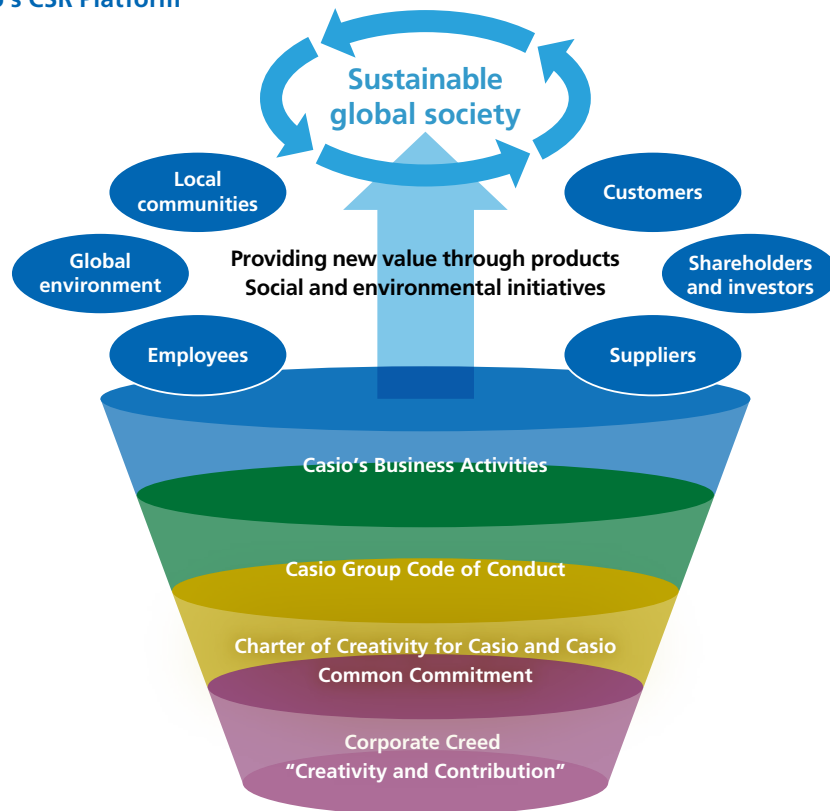 's CSR Platform
Sustainable
global society
Local
communities
Customers
Global
environment
Providing new value through products
Social and environmental initiatives
Shareholders
and investors
Employees
Suppliers
Casio's Business Activities
Casio Group Code of Conduct
Charter of Creativity for Casio and Casio
Common Commitment
Corporate Creed
“Creativity and Contribution”